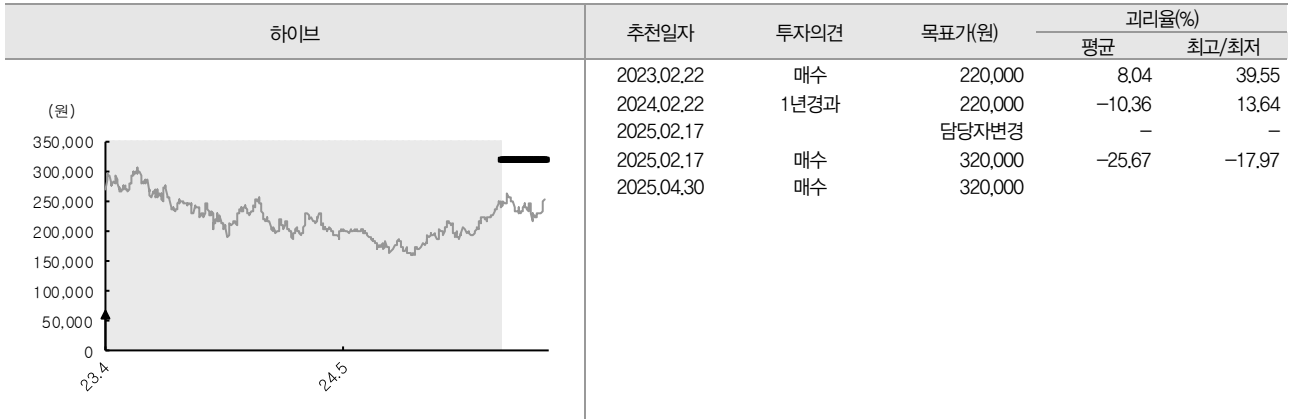 하이브
추천일자 투자의견 목표가(원) 괴리율(%)
평균 최고/최저
2023.02.22 매수 220,000 8.04 39.55
2024.02.22 1년경과 220,000 −10.36 13.64
2025.02.17 담당자변경 − −
2025.02.17 매수 320,000 −25.67 −17.97
2025.04.30 매수 320,000
(원)
350,000
300,000
250,000
200,000
150,000
100,000
50,000
0
23.4 24.5